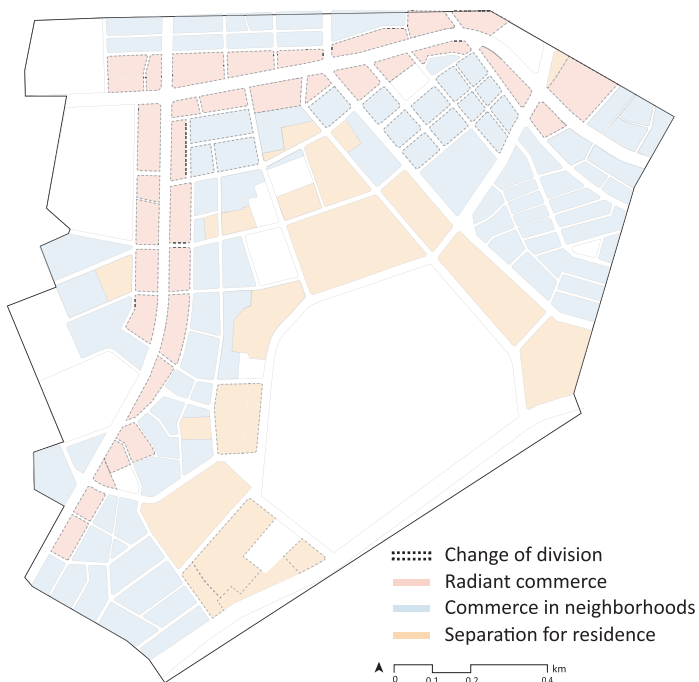 Change of division
Radiant commerce
Commerce in neighborhoods
Separation for residence
km
0 0.1 0.2 0.4